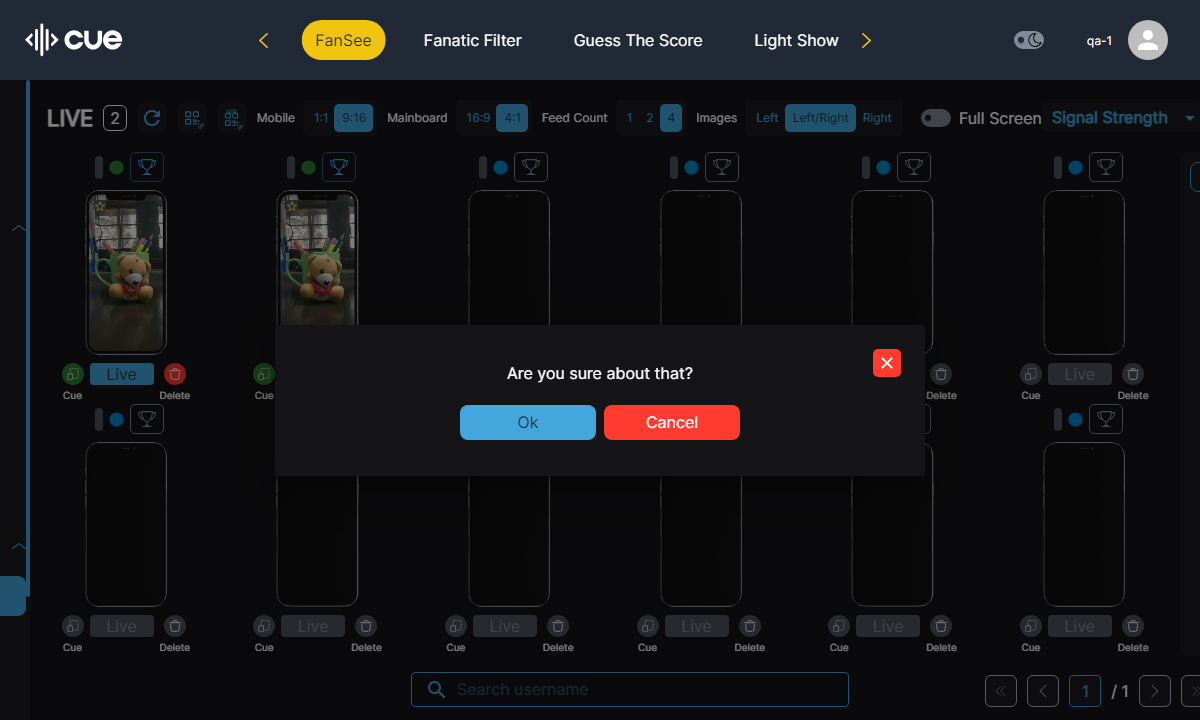 cue
FanSee
Fanatic Filter
Guess The Score
Light Show
qa-1
LIVE 2
Mobile 1:1 9:16
Mainboard 16:9 4:1
Feed Count 1 2 4
Images Left Left/Right Right
Full Screen
Signal Strength
Live
Live
Cue Delete
Cue
Delete
Cue Delete
Are you sure about that?
Ok Cancel
Live Live Live Live Live Live
Cue Delete Cue Delete Cue Delete Cue Delete Cue Delete Cue Delete
Search username
1 / 1